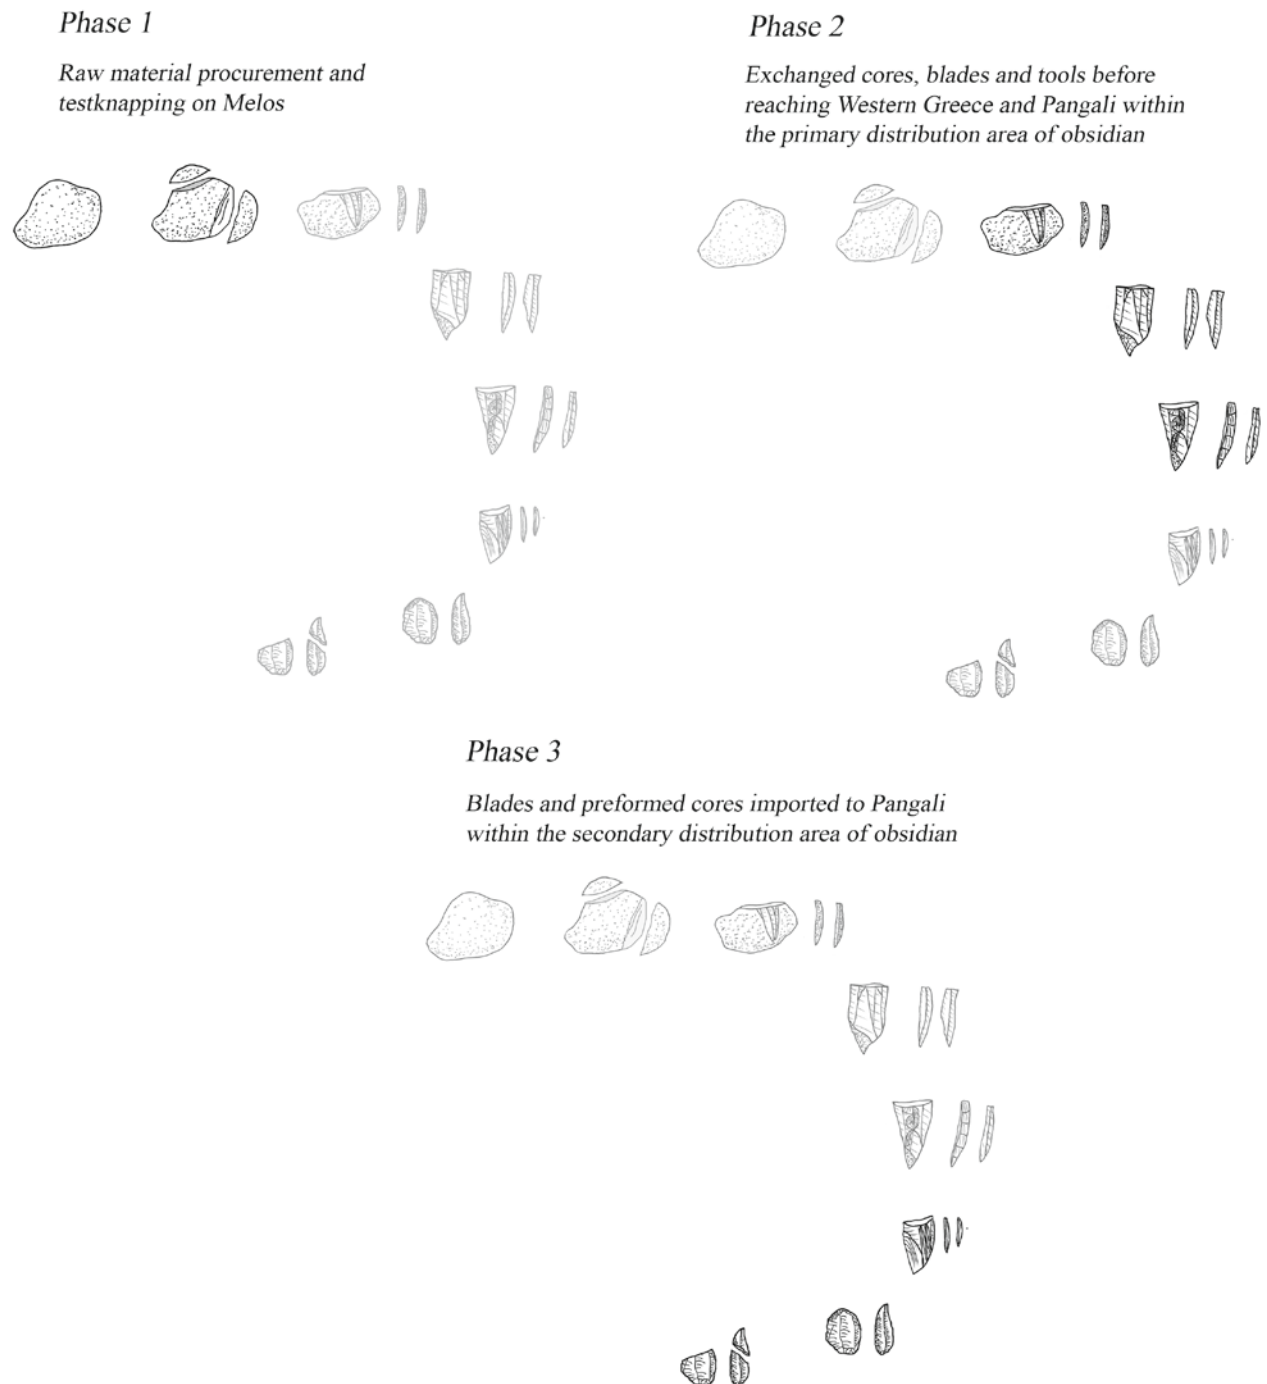 Phase 1
Raw material procurement and
testknapping on Melos
Phase 2
Exchanged cores, blades and tools before
reaching Western Greece and Pangali within
the primary distribution area of obsidian
Phase 3
Blades and preformed cores imported to Pangali
within the secondary distribution area of obsidian